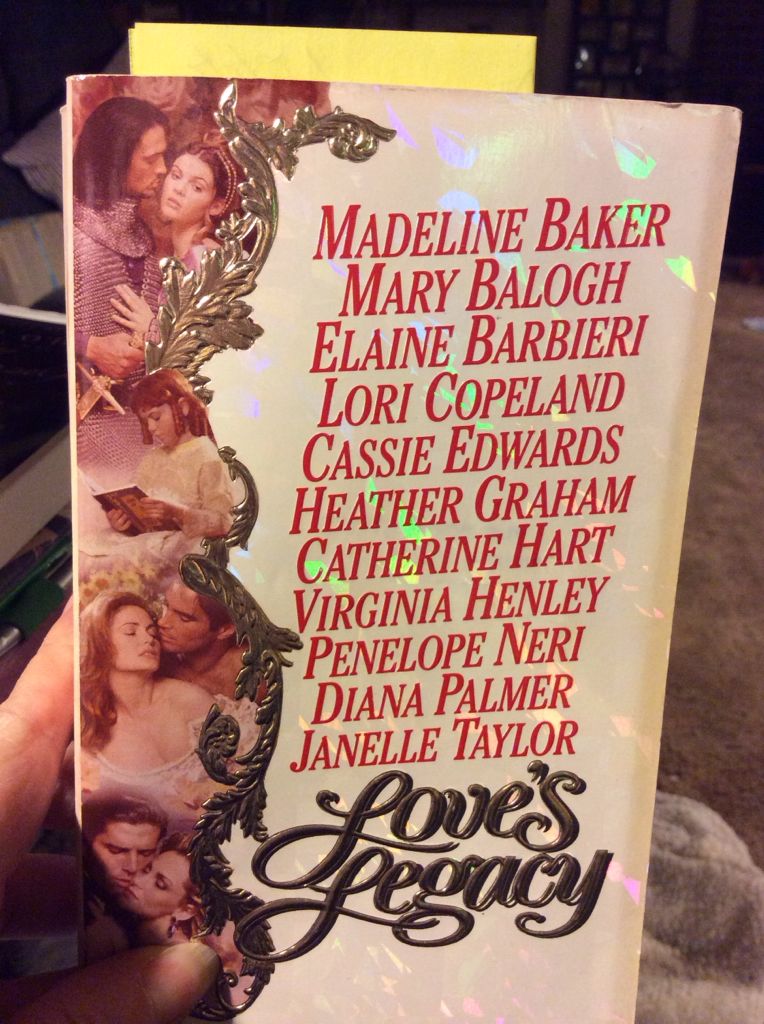 MADELINE BAKER
MARY BALOGH
ELAINE BARBIERI
LORI COPELAND
CASSIE EDWARDS
HEATHER GRAHAM
CATHERINE HART
VIRGINIA HENLEY
PENELOPE NERI
DIANA PALMER
JANELLE TAYLOR
Love's
Legacy